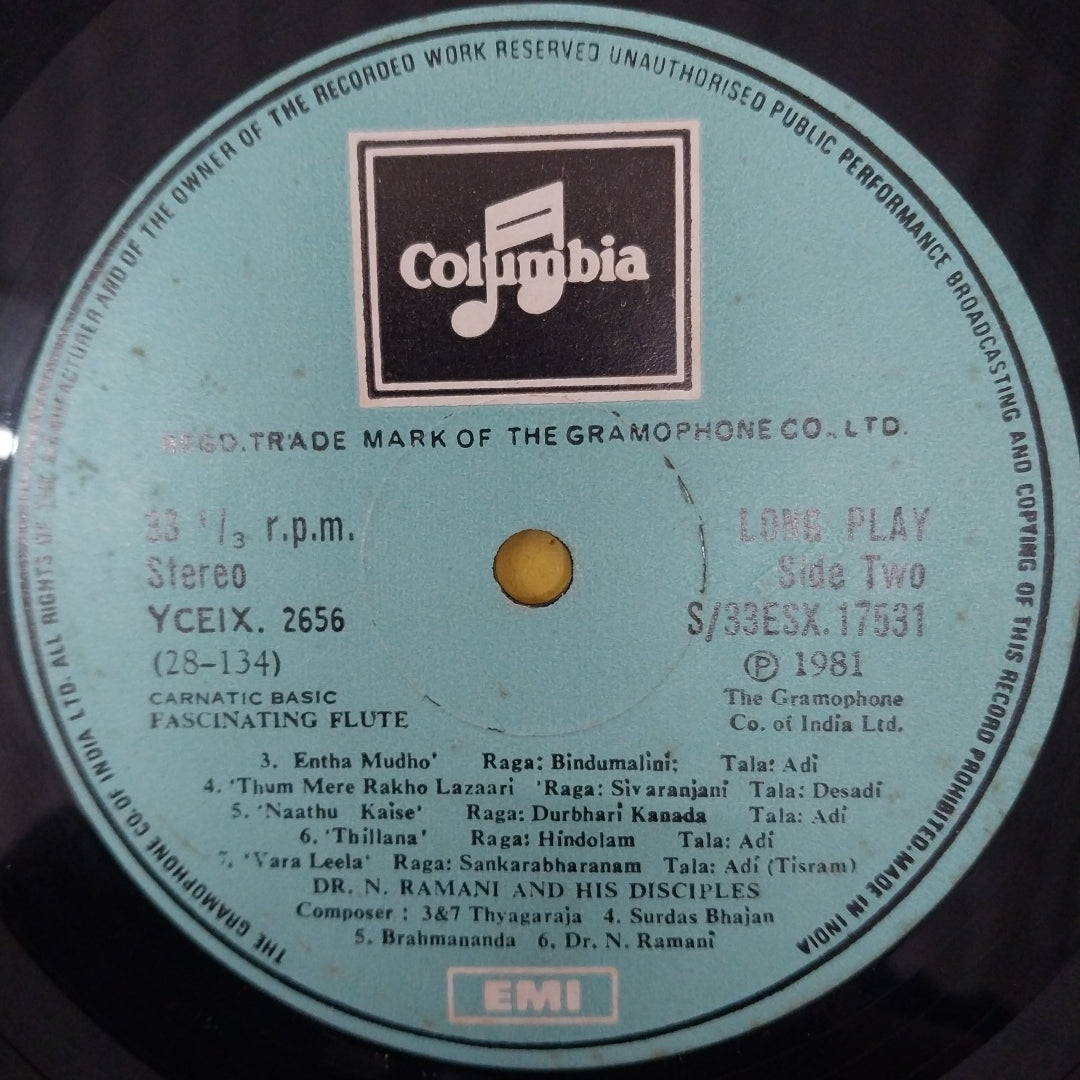 THE GRAMOPHONE CO. OF INDIA LTD. ALL RIGHTS OF THE MANUFACTURER AND OF THE OWNER OF THE RECORDED WORK RESERVED UNAUTHORISED PUBLIC PERFORMANCE BROADCASTING AND COPYING OF THIS RECORD PROHIBITED. MADE IN INDIA
Columbia
REGD. TRADE MARK OF THE GRAMOPHONE CO., LTD.
33 1/3 r.p.m. LONG PLAY
Stereo Side Two
YCEIX. 2656 S/33ESX. 17531
(28-134) Ⓟ 1981
CARNATIC BASIC The Gramophone
FASCINATING FLUTE Co. of India Ltd.
3. Entha Mudho' Raga: Bindumalini: Tala: Adi
4. 'Thum Mere Rakho Lazaari 'Raga: Sivaranjani Tala: Desadi
5. 'Naathu Kaise' Raga: Durbhari Kanada Tala: Adi
6. 'Thillana' Raga: Hindolam Tala: Adi
7. 'Vara Leela' Raga: Sankarabharanam Tala: Adi (Tisram)
DR. N. RAMANI AND HIS DISCIPLES
Composer : 3&7 Thyagaraja 4. Surdas Bhajan
5. Brahmananda 6. Dr. N. Ramani
EMI